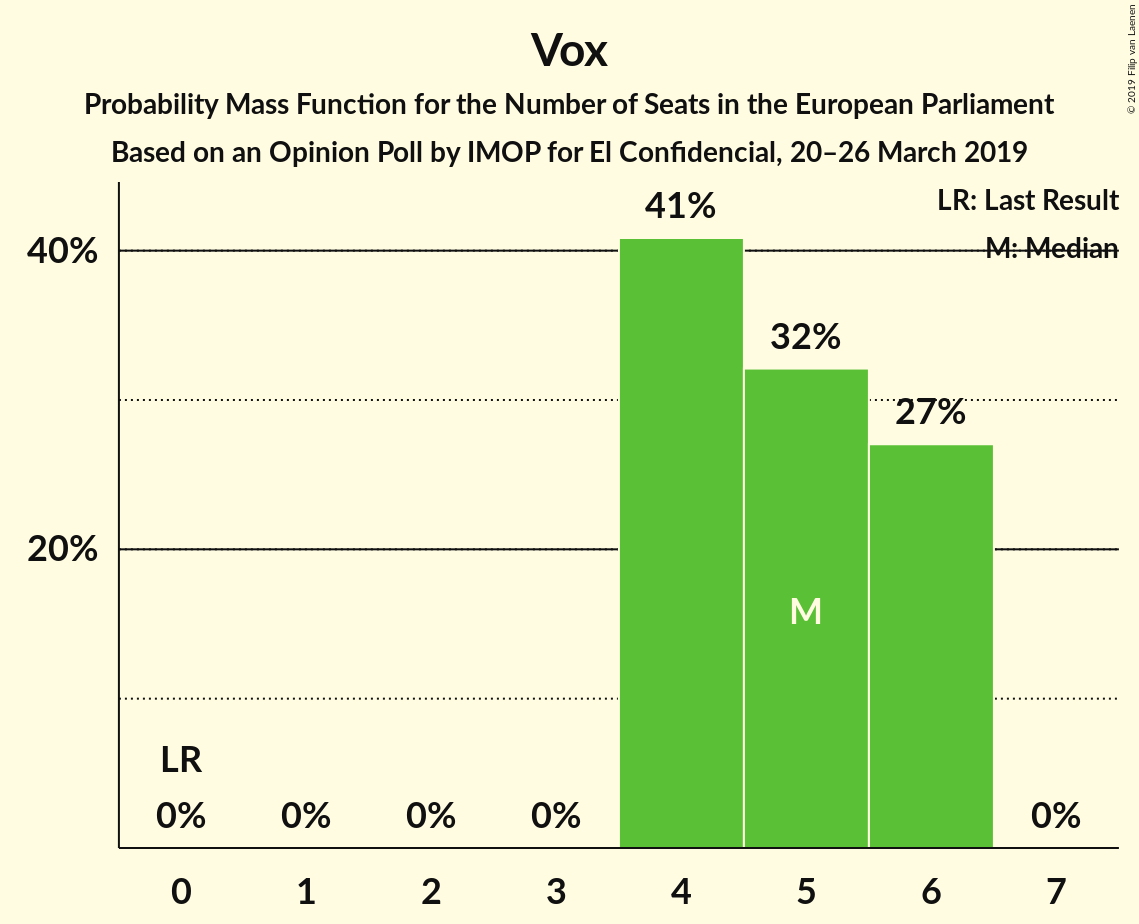 Vox
Probability Mass Function for the Number of Seats in the European Parliament
Based on an Opinion Poll by IMOP for El Confidencial, 20–26 March 2019
© 2019 Filip van Laenen
LR: Last Result
M: Median
40%
20%
41%
32%
27%
M
LR
0%
0%
0%
0%
0%
0
1
2
3
4
5
6
7